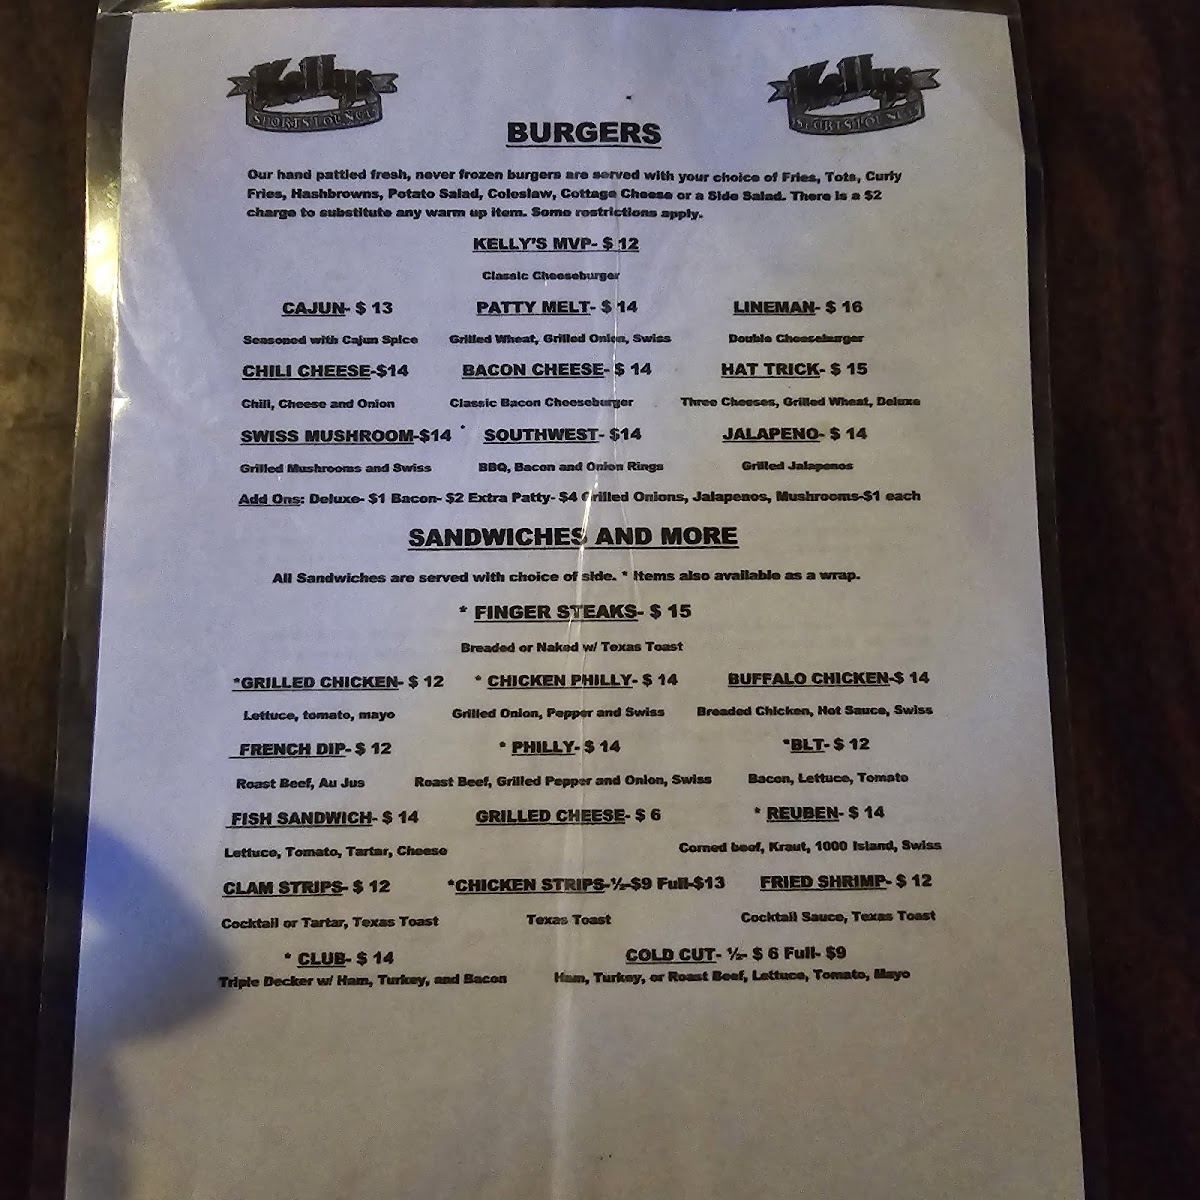 Kellys Kellys
SPORTS LOUNGE SPORTS LOUNGE
BURGERS
Our hand pattied fresh, never frozen burgers are served with your choice of Fries, Tots, Curly
Fries, Hashbrowns, Potato Salad, Coleslaw, Cottage Cheese or a Side Salad. There is a $2
charge to substitute any warm up item. Some restrictions apply.
KELLY'S MVP- $ 12
Classic Cheeseburger
CAJUN- $ 13 PATTY MELT- $ 14 LINEMAN- $ 16
Seasoned with Cajun Spice Grilled Wheat, Grilled Onion, Swiss Double Cheeseburger
CHILI CHEESE-$14 BACON CHEESE- $ 14 HAT TRICK- $ 15
Chili, Cheese and Onion Classic Bacon Cheeseburger Three Cheeses, Grilled Wheat, Deluxe
SWISS MUSHROOM-$14 SOUTHWEST- $14 JALAPENO- $ 14
Grilled Mushrooms and Swiss BBQ, Bacon and Onion Rings Grilled Jalapenos
Add Ons: Deluxe- $1 Bacon- $2 Extra Patty- $4 Grilled Onions, Jalapenos, Mushrooms-$1 each
SANDWICHES AND MORE
All Sandwiches are served with choice of side. * Items also available as a wrap.
* FINGER STEAKS- $ 15
Breaded or Naked w/ Texas Toast
*GRILLED CHICKEN- $ 12 * CHICKEN PHILLY- $ 14 BUFFALO CHICKEN-$ 14
Lettuce, tomato, mayo Grilled Onion, Pepper and Swiss Breaded Chicken, Hot Sauce, Swiss
FRENCH DIP- $ 12 * PHILLY- $ 14 *BLT- $ 12
Roast Beef, Au Jus Roast Beef, Grilled Pepper and Onion, Swiss Bacon, Lettuce, Tomato
FISH SANDWICH- $ 14 GRILLED CHEESE- $ 6 * REUBEN- $ 14
Lettuce, Tomato, Tartar, Cheese Corned beef, Kraut, 1000 Island, Swiss
CLAM STRIPS- $ 12 *CHICKEN STRIPS-½-$9 Full-$13 FRIED SHRIMP- $ 12
Cocktail or Tartar, Texas Toast Texas Toast Cocktail Sauce, Texas Toast
* CLUB- $ 14 COLD CUT- ½- $ 6 Full- $9
Triple Decker w/ Ham, Turkey, and Bacon Ham, Turkey, or Roast Beef, Lettuce, Tomato, Mayo